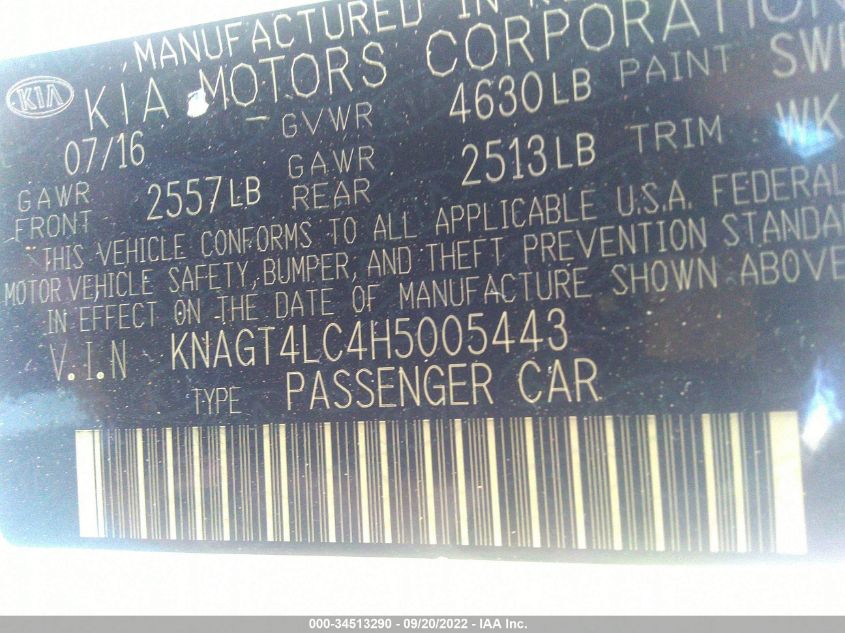 MANUFACTURED IN
KIA KIA MOTORS CORPORATION
07/16 GVWR 4630LB PAINT
GAWR FRONT 2557LB GAWR REAR 2513LB TRIM WK
THIS VEHICLE CONFORMS TO ALL APPLICABLE U.S.A. FEDERAL
MOTOR VEHICLE SAFETY, BUMPER, AND THEFT PREVENTION
IN EFFECT ON THE DATE OF MANUFACTURE SHOWN ABOVE
V.I.N KNAGT4LC4H5005443
TYPE PASSENGER CAR
000-34513290 - 09/20/2022 - IAA Inc.